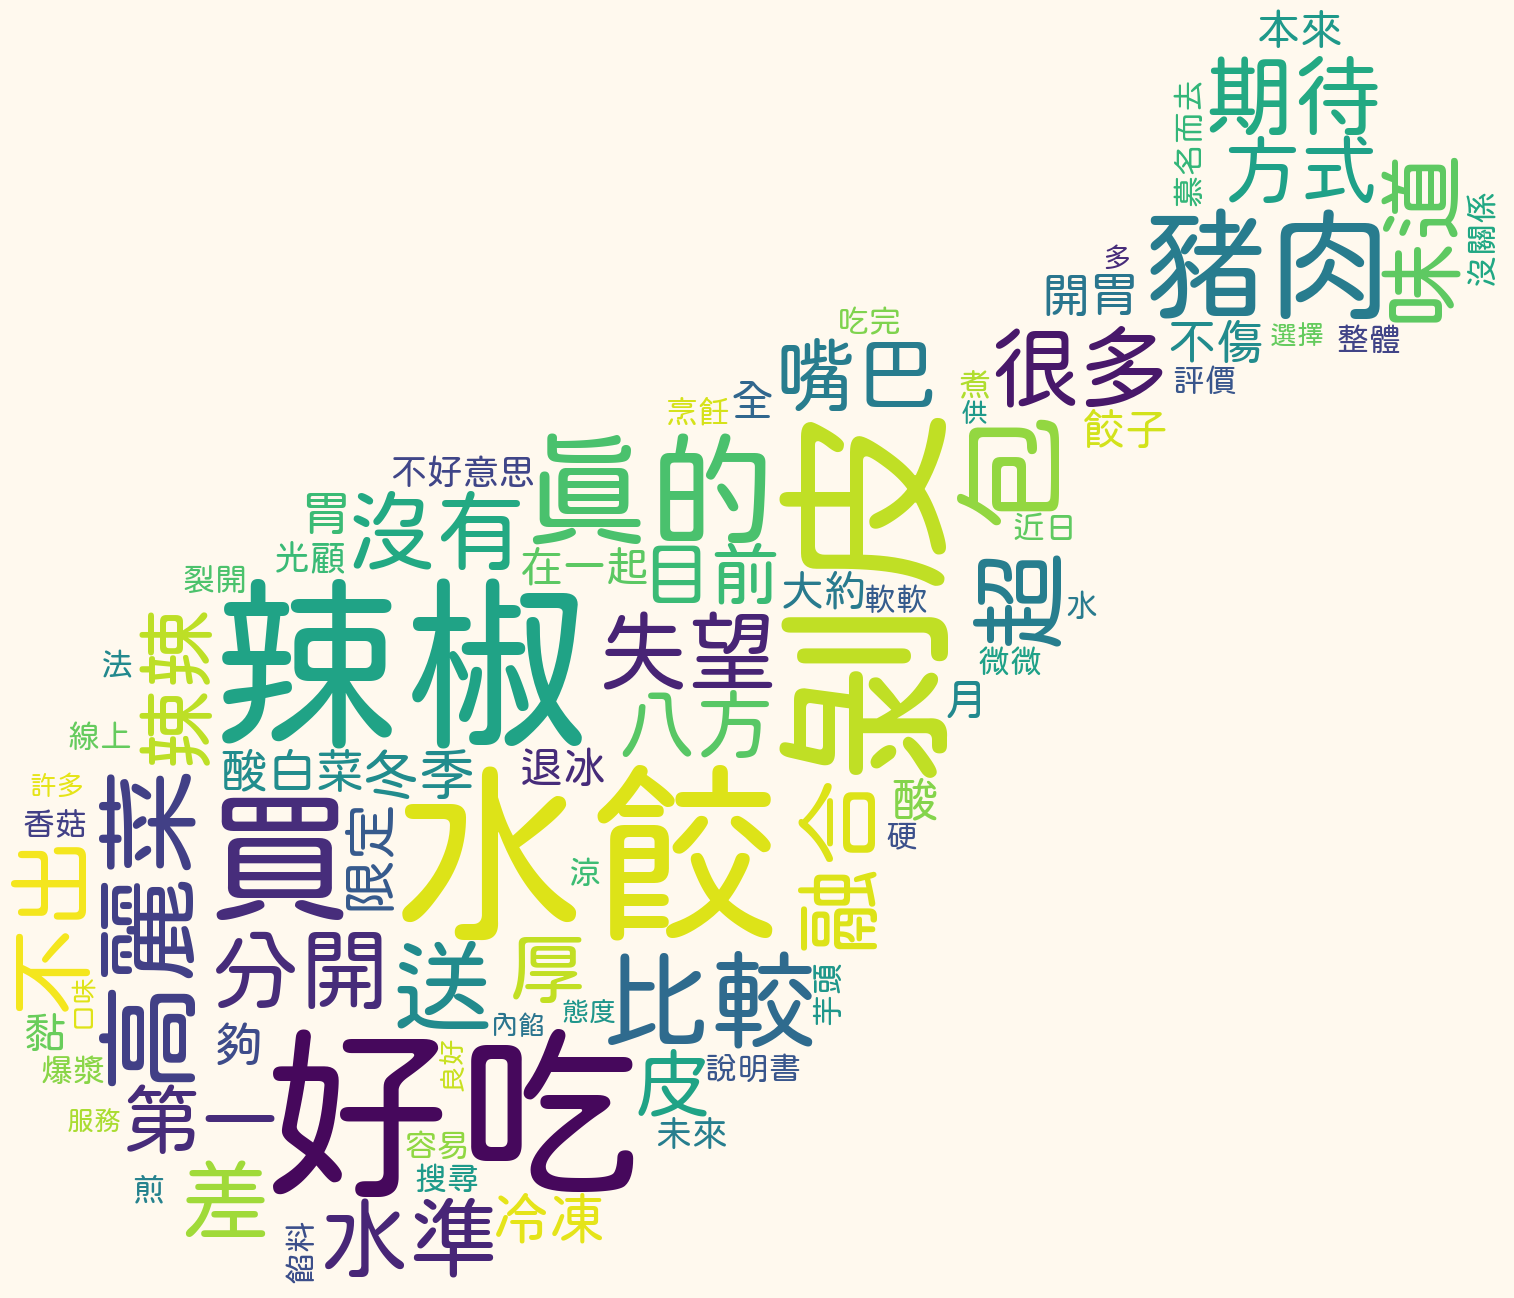 本來
期待
慕名而去
方式
味道
沒關係
豬肉
多
開胃
吃完
不傷
選擇
整體
嘴巴
很多
評價
煮
全
烹飪
供
餃子
剝皮
包
真的
不好意思
胃
沒有
近日
光顧
在一起
目前
裂開
大約
軟軟
超
水
辣椒
失望
辣辣
法
微微
月
八方
線上
酸白菜
冬季
退冰
許多
高麗菜
水餃
融合
酸
香菇
買
限定
硬
不出
涼
分開
送
厚
比較
芋頭
口味
黏
夠
內餡
態度
爆漿
好吃
良好
皮
說明書
第一
服務
未來
容易
搜尋
煎
差
水準
冷凍
餡料